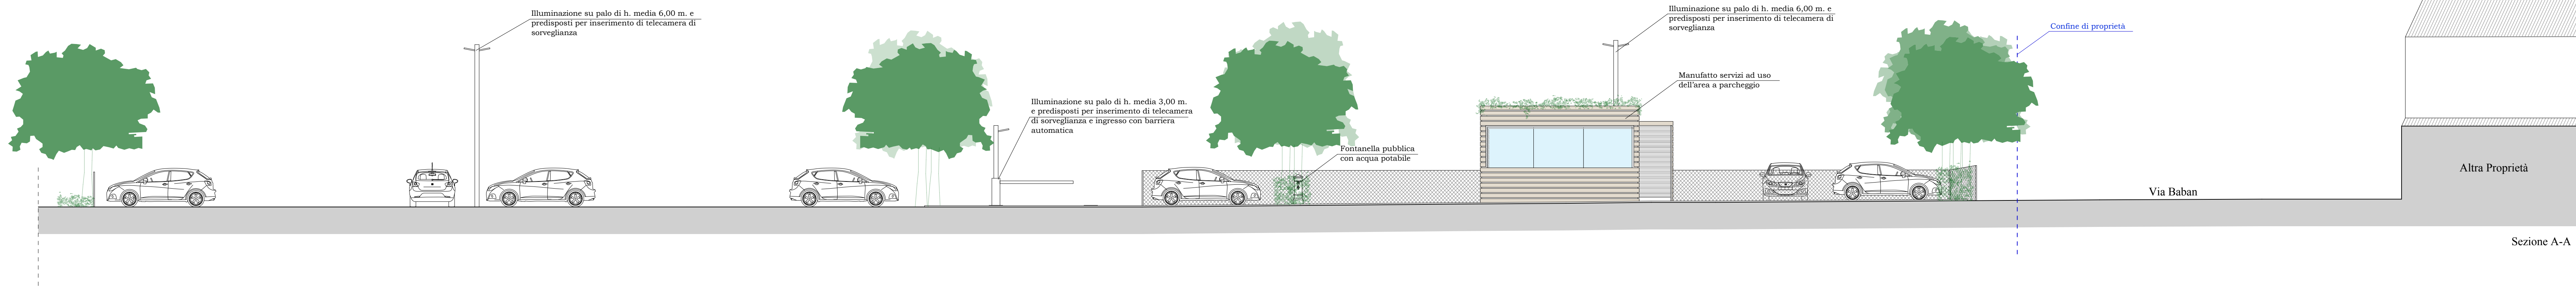 Illuminazione su palo di h. media 6,00 m. e
predisposti per inserimento di telecamera di
sorveglianza
Illuminazione su palo di h. media 3,00 m.
e predisposti per inserimento di telecamera
di sorveglianza e ingresso con barriera
automatica
Fontanella pubblica
con acqua potabile
Illuminazione su palo di h. media 6,00 m. e
predisposti per inserimento di telecamera di
sorveglianza
Manufatto servizi ad uso
dell'area a parcheggio
Confine di proprietà
Via Baban
Altra Proprietà
Sezione A-A